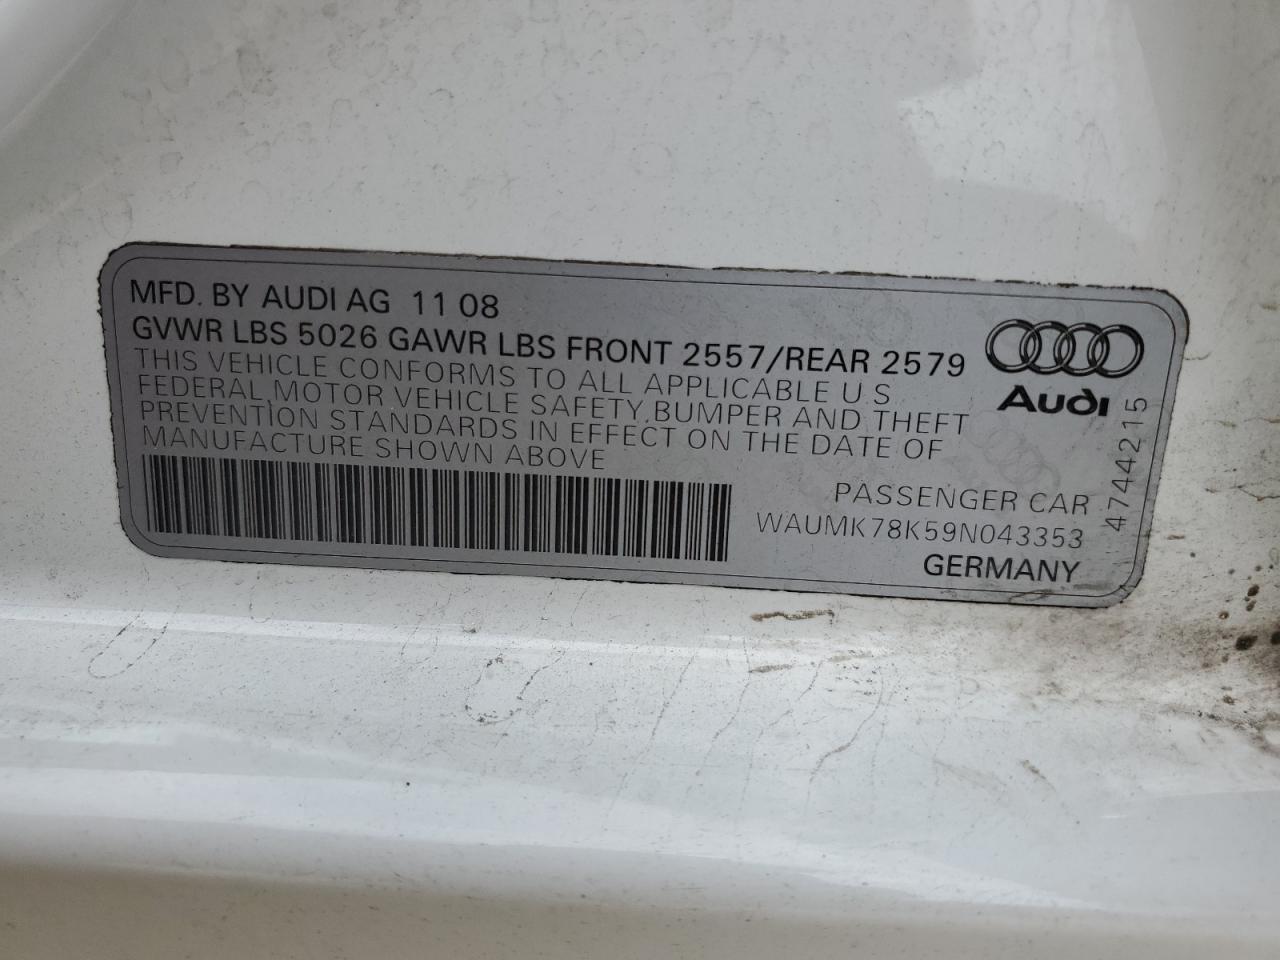 MFD. BY AUDI AG 11 08
GVWR LBS 5026 GAWR LBS FRONT 2557/REAR 2579
THIS VEHICLE CONFORMS TO ALL APPLICABLE U S
FEDERAL MOTOR VEHICLE SAFETY, BUMPER AND THEFT
PREVENTION STANDARDS IN EFFECT ON THE DATE OF
MANUFACTURE SHOWN ABOVE
Audi
PASSENGER CAR
WAUMK78K59N043353
GERMANY
4744215